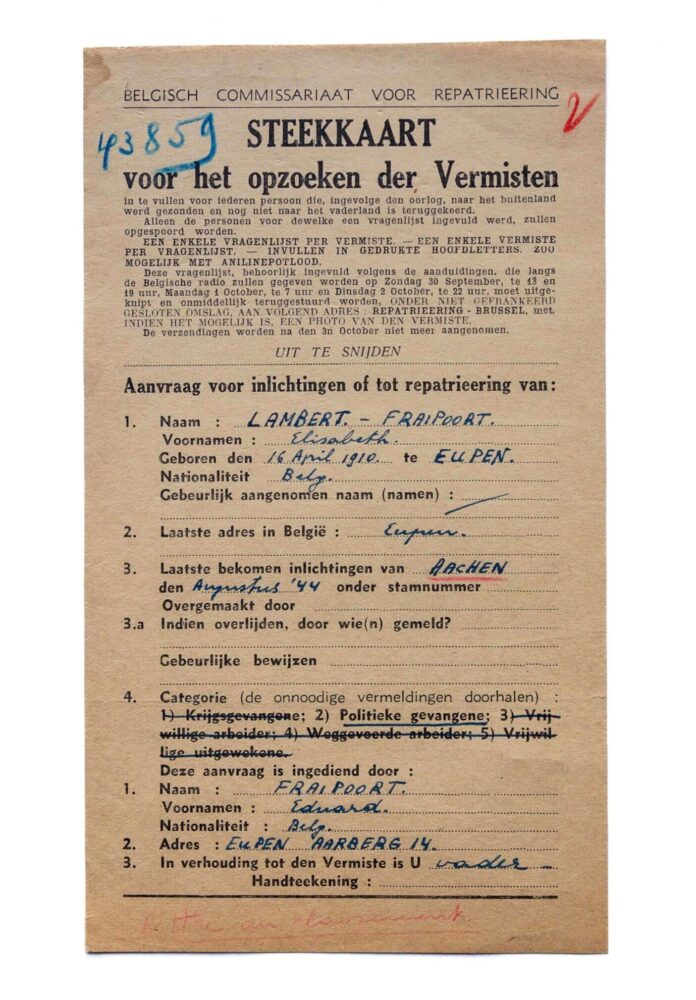 BELGISCH COMMISSARIAAT VOOR REPATRIEERING
43859
STEEKKAART
voor het opzoeken der Vermisten
in te vullen voor iederen persoon die, ingevolge den oorlog, naar het buitenland
werd gezonden en nog niet naar het vaderland is teruggekeerd.
Alleen de personen voor dewelke een vragenlijst ingevuld werd, zullen
opgespoord worden.
EEN ENKELE VRAGENLIJST PER VERMISTE. — EEN ENKELE VERMISTE
PER VRAGENLIJST. — INVULLEN IN GEDRUKTE HOOFDLETTERS. ZOO
MOGELIJK MET ANILINEPOTLOOD.
Deze vragenlijst, behoorlijk ingevuld volgens de aanduidingen, die langs
de Belgische radio zullen gegeven worden op Zondag 30 September, te 13 en
19 uur, Maandag 1 October, te 7 uur en Dinsdag 2 October, te 22 uur, moet uitge-
knipt en onmiddellijk teruggestuurd worden, ONDER NIET GEFRANKEERD
GESLOTEN OMSLAG, AAN VOLGEND ADRES : REPATRIEERING - BRUSSEL, met,
INDIEN HET MOGELIJK IS, EEN PHOTO VAN DEN VERMISTE.
De verzendingen worden na den 3n October niet meer aangenomen.
UIT TE SNIJDEN
Aanvraag voor inlichtingen of tot repatrieering van:
1. Naam : LAMBERT. - FRAIPOORT.
Voornamen : Elisabeth.
Geboren den 16 April 1910. te EUPEN.
Nationaliteit Belg.
Gebeurlijk aangenomen naam (namen) :
2. Laatste adres in België : Eupen.
3. Laatste bekomen inlichtingen van AACHEN
den Augustus '44 onder stamnummer
Overgemaakt door
3.a Indien overlijden, door wie(n) gemeld?
Gebeurlijke bewijzen
4. Categorie (de onnoodige vermeldingen doorhalen) :
1) Krijgsgevangene; 2) Politieke gevangene; 3) Vrij-
willige arbeider; 4) Weggevoerde arbeider; 5) Vrijwil-
lige uitgewekene.
Deze aanvraag is ingediend door :
1. Naam : FRAIPOORT.
Voornamen : Eduard.
Nationaliteit : Belg.
2. Adres : EUPEN AARBERG 14.
3. In verhouding tot den Vermiste is U vader
Handteekening :